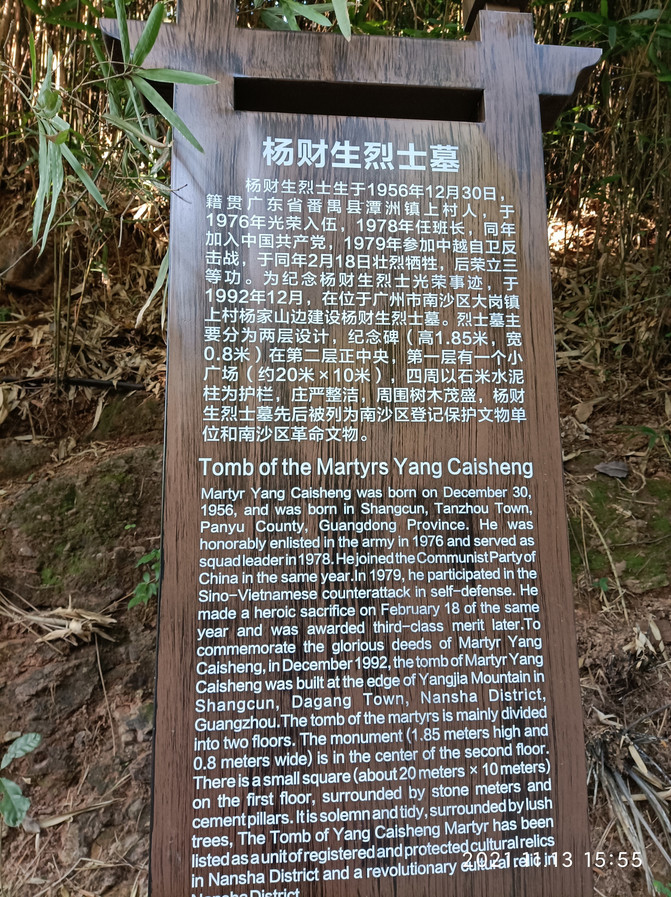 杨财生烈士墓
杨财生烈士生于1956年12月30日，
籍贯广东省番禺县潭洲镇上村人，于
1976年光荣入伍，1978年任班长，同年
加入中国共产党，1979年参加中越自卫反
击战，于同年2月18日壮烈牺牲，后荣立三
等功。为纪念杨财生烈士光荣事迹，于
1992年12月，在位于广州市南沙区大岗镇
上村杨家山边建设杨财生烈士墓。烈士墓主
要分为两层设计，纪念碑（高1.85米，宽
0.8米）在第二层正中央，第一层有一个小
广场（约20米×10米），四周以石米水泥
柱为护栏，庄严整洁，周围树木茂盛，杨财
生烈士墓先后被列为南沙区登记保护文物单
位和南沙区革命文物。
Tomb of the Martyrs Yang Caisheng
Martyr Yang Caisheng was born on December 30,
1956, and was born in Shangcun, Tanzhou Town,
Panyu County, Guangdong Province. He was
honorably enlisted in the army in 1976 and served as
squad leader in 1978. He joined the Communist Party of
China in the same year.In 1979, he participated in the
Sino-Vietnamese counterattack in self-defense. He
made a heroic sacrifice on February 18 of the same
year and was awarded third-class merit later.To
commemorate the glorious deeds of Martyr Yang
Caisheng, in December 1992, the tomb of Martyr Yang
Caisheng was built at the edge of Yangjia Mountain in
Shangcun, Dagang Town, Nansha District,
Guangzhou.The tomb of the martyrs is mainly divided
into two floors. The monument (1.85 meters high and
0.8 meters wide) is in the center of the second floor.
There is a small square (about 20 meters × 10 meters)
on the first floor, surrounded by stone meters and
cement pillars. It is solemn and tidy, surrounded by lush
trees, The Tomb of Yang Caisheng Martyr has been
listed as a unit of registered and protected cultural relics
in Nansha District and a revolutionary cultural relic in
Nansha District
2021.11.13 15:55